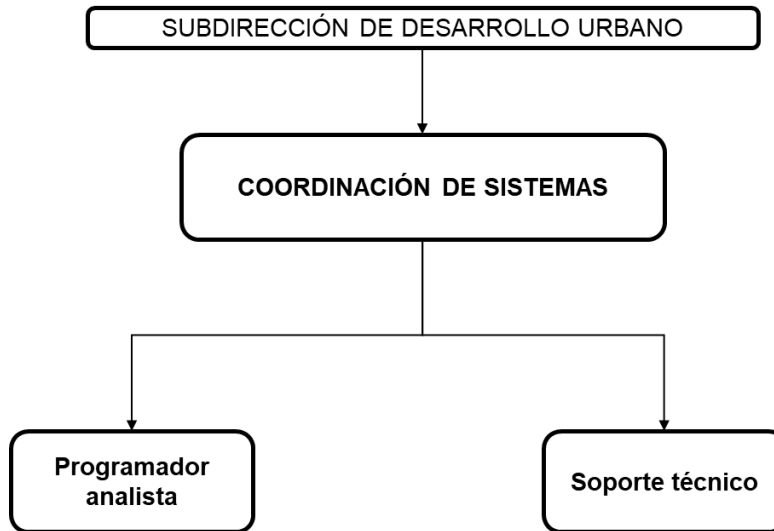 SUBDIRECCIÓN DE DESARROLLO URBANO
COORDINACIÓN DE SISTEMAS
Programador
analista
Soporte técnico